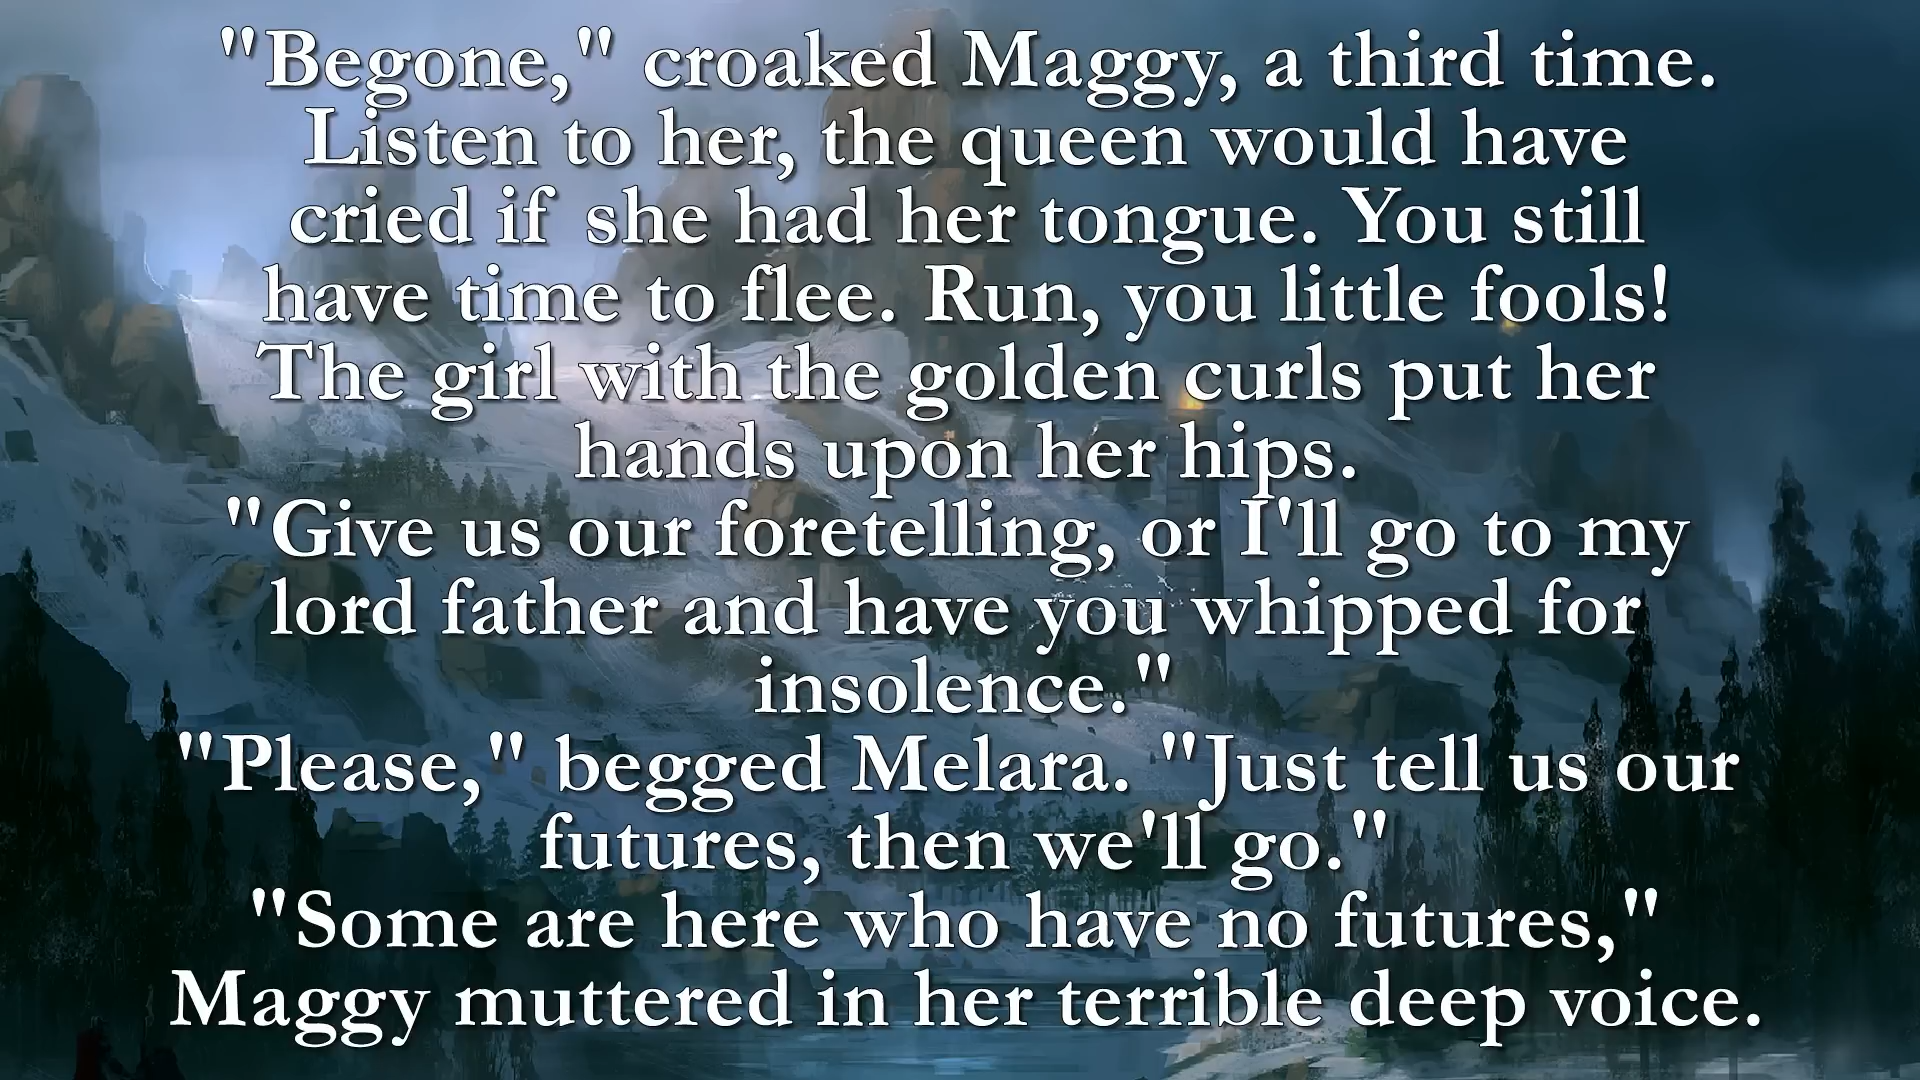 "Begone," croaked Maggy, a third time.
Listen to her, the queen would have
cried if she had her tongue. You still
have time to flee. Run, you little fools!
The girl with the golden curls put her
hands upon her hips.
"Give us our foretelling, or I'll go to my
lord father and have you whipped for
insolence."
"Please," begged Melara. "Just tell us our
futures, then we'll go."
"Some are here who have no futures,"
Maggy muttered in her terrible deep voice.